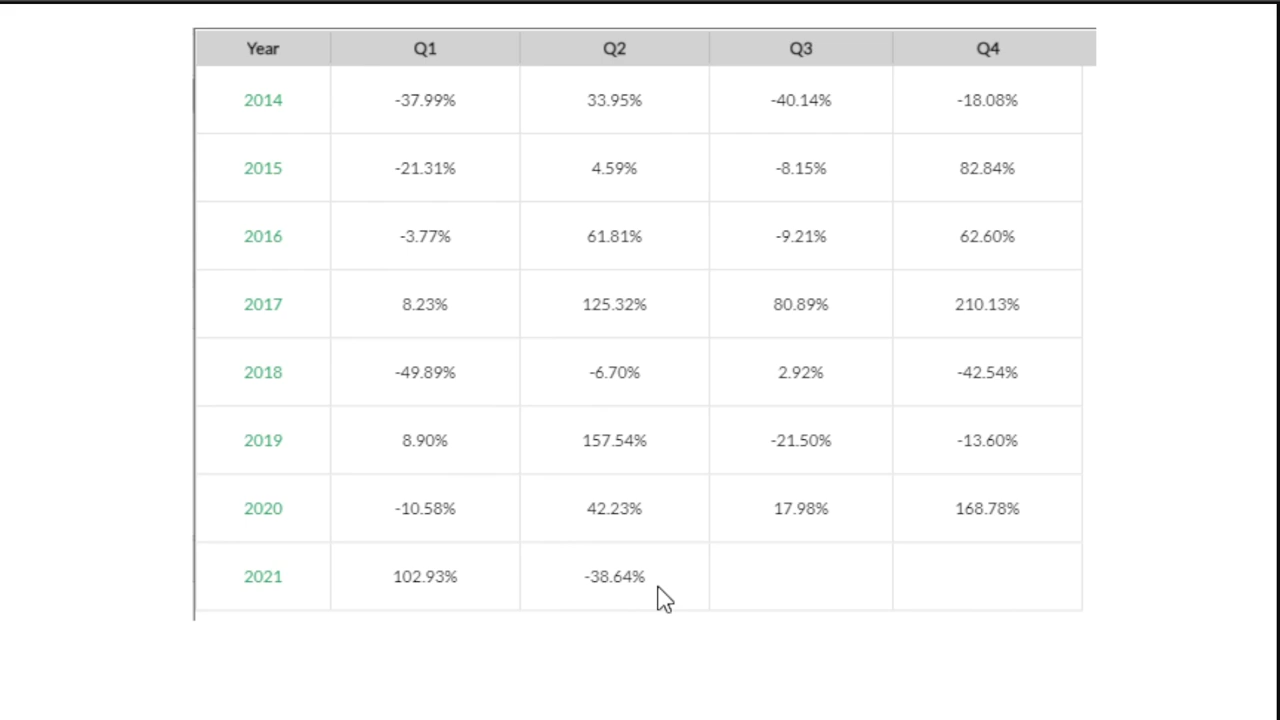 Year Q1 Q2 Q3 Q4
2014 -37.99% 33.95% -40.14% -18.08%
2015 -21.31% 4.59% -8.15% 82.84%
2016 -3.77% 61.81% -9.21% 62.60%
2017 8.23% 125.32% 80.89% 210.13%
2018 -49.89% -6.70% 2.92% -42.54%
2019 8.90% 157.54% -21.50% -13.60%
2020 -10.58% 42.23% 17.98% 168.78%
2021 102.93% -38.64%